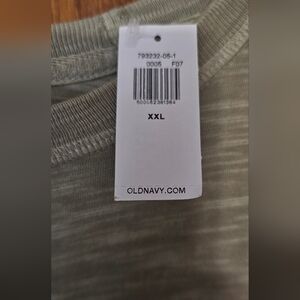 793232-05-1
0005 F07
XXL
OLDNAVY.COM